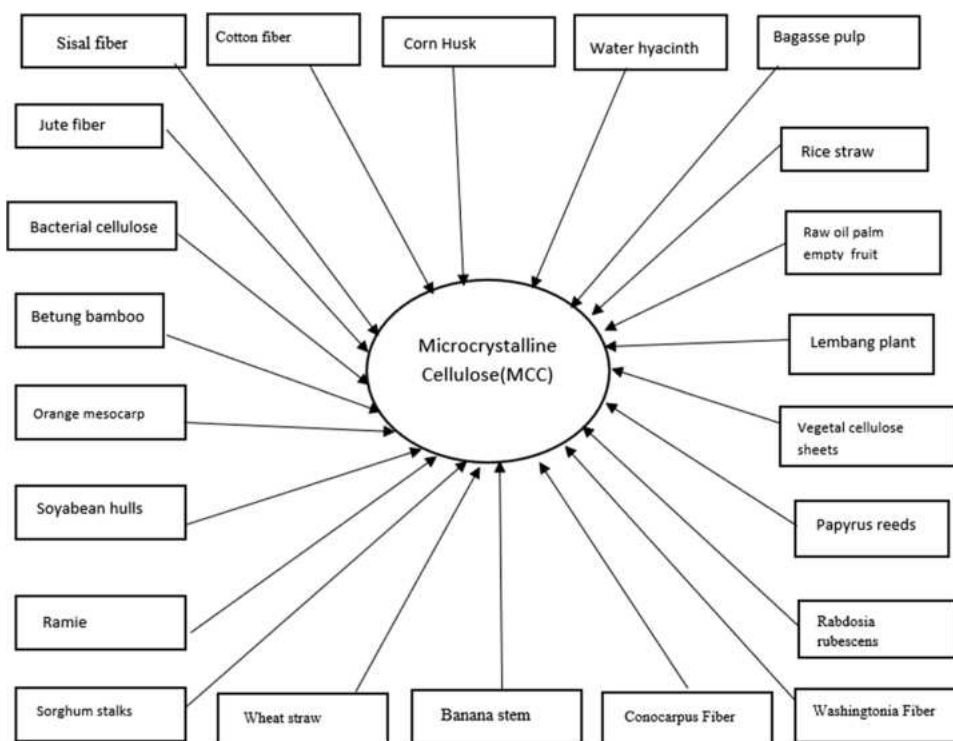 Sisal fiber
Cotton fiber
Corn Husk
Water hyacinth
Bagasse pulp
Jute fiber
Rice straw
Bacterial cellulose
Raw oil palm
empty fruit
Betung bamboo
Microcrystalline
Cellulose(MCC)
Lembang plant
Orange mesocarp
Vegetal cellulose
sheets
Soyabean hulls
Papyrus reeds
Ramie
Rabdosia
rubescens
Sorghum stalks
Wheat straw
Banana stem
Conocarpus Fiber
Washingtonia Fiber